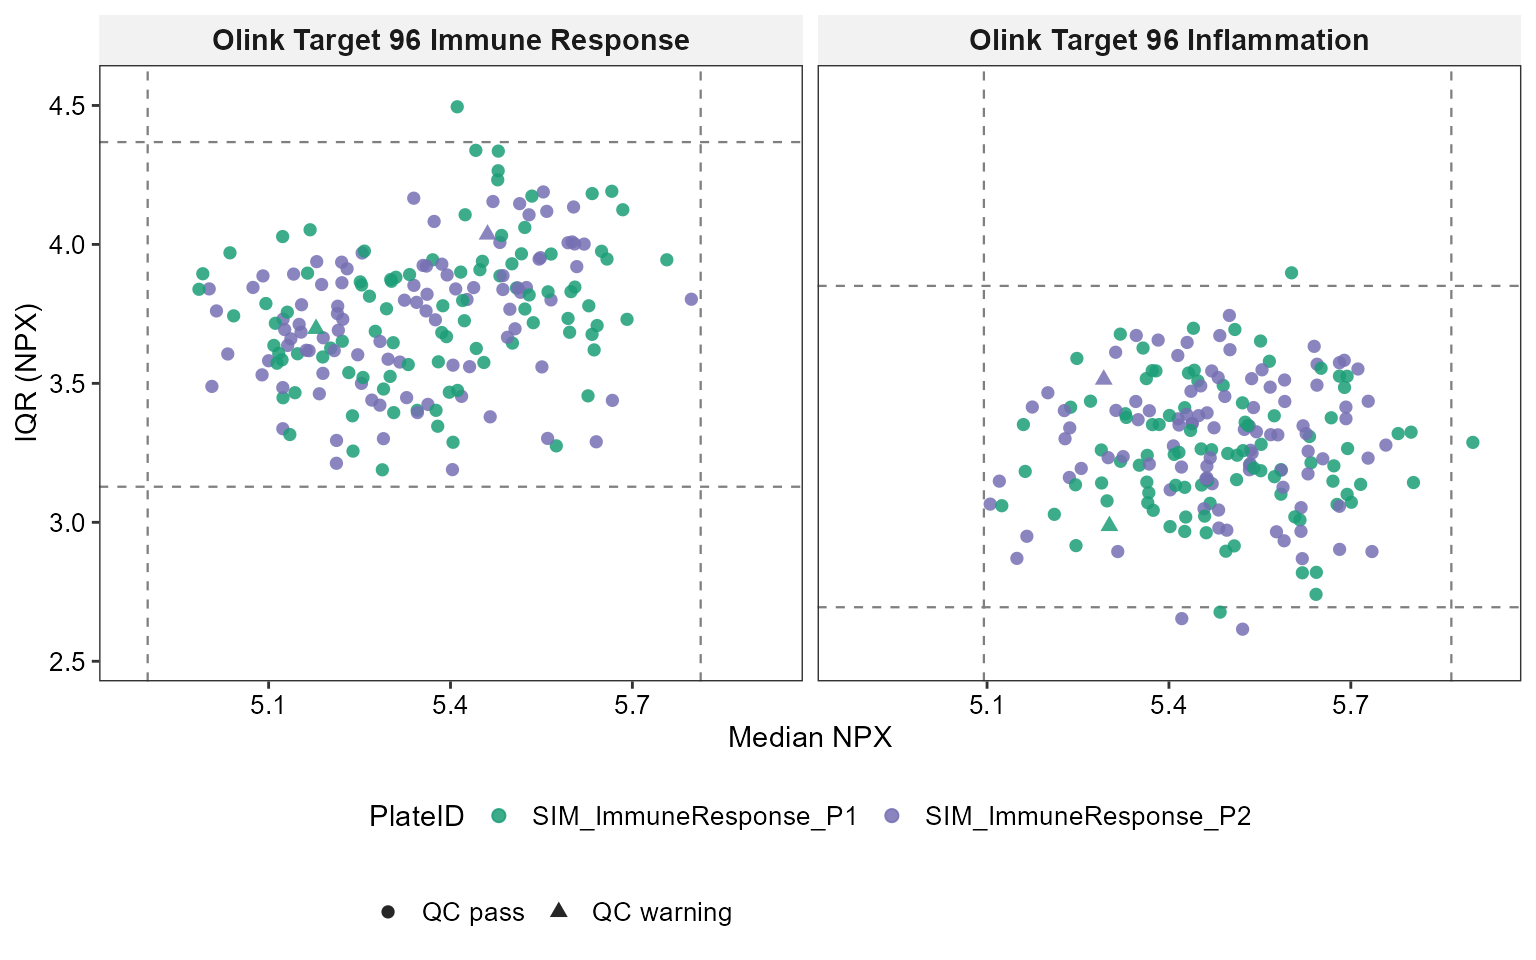 Olink Target 96 Immune Response
Olink Target 96 Inflammation
IQR (NPX)
4.5
4.0
3.5
3.0
2.5
5.1 5.4 5.7
5.1 5.4 5.7
Median NPX
PlateID SIM_ImmuneResponse_P1 SIM_ImmuneResponse_P2
QC pass QC warning